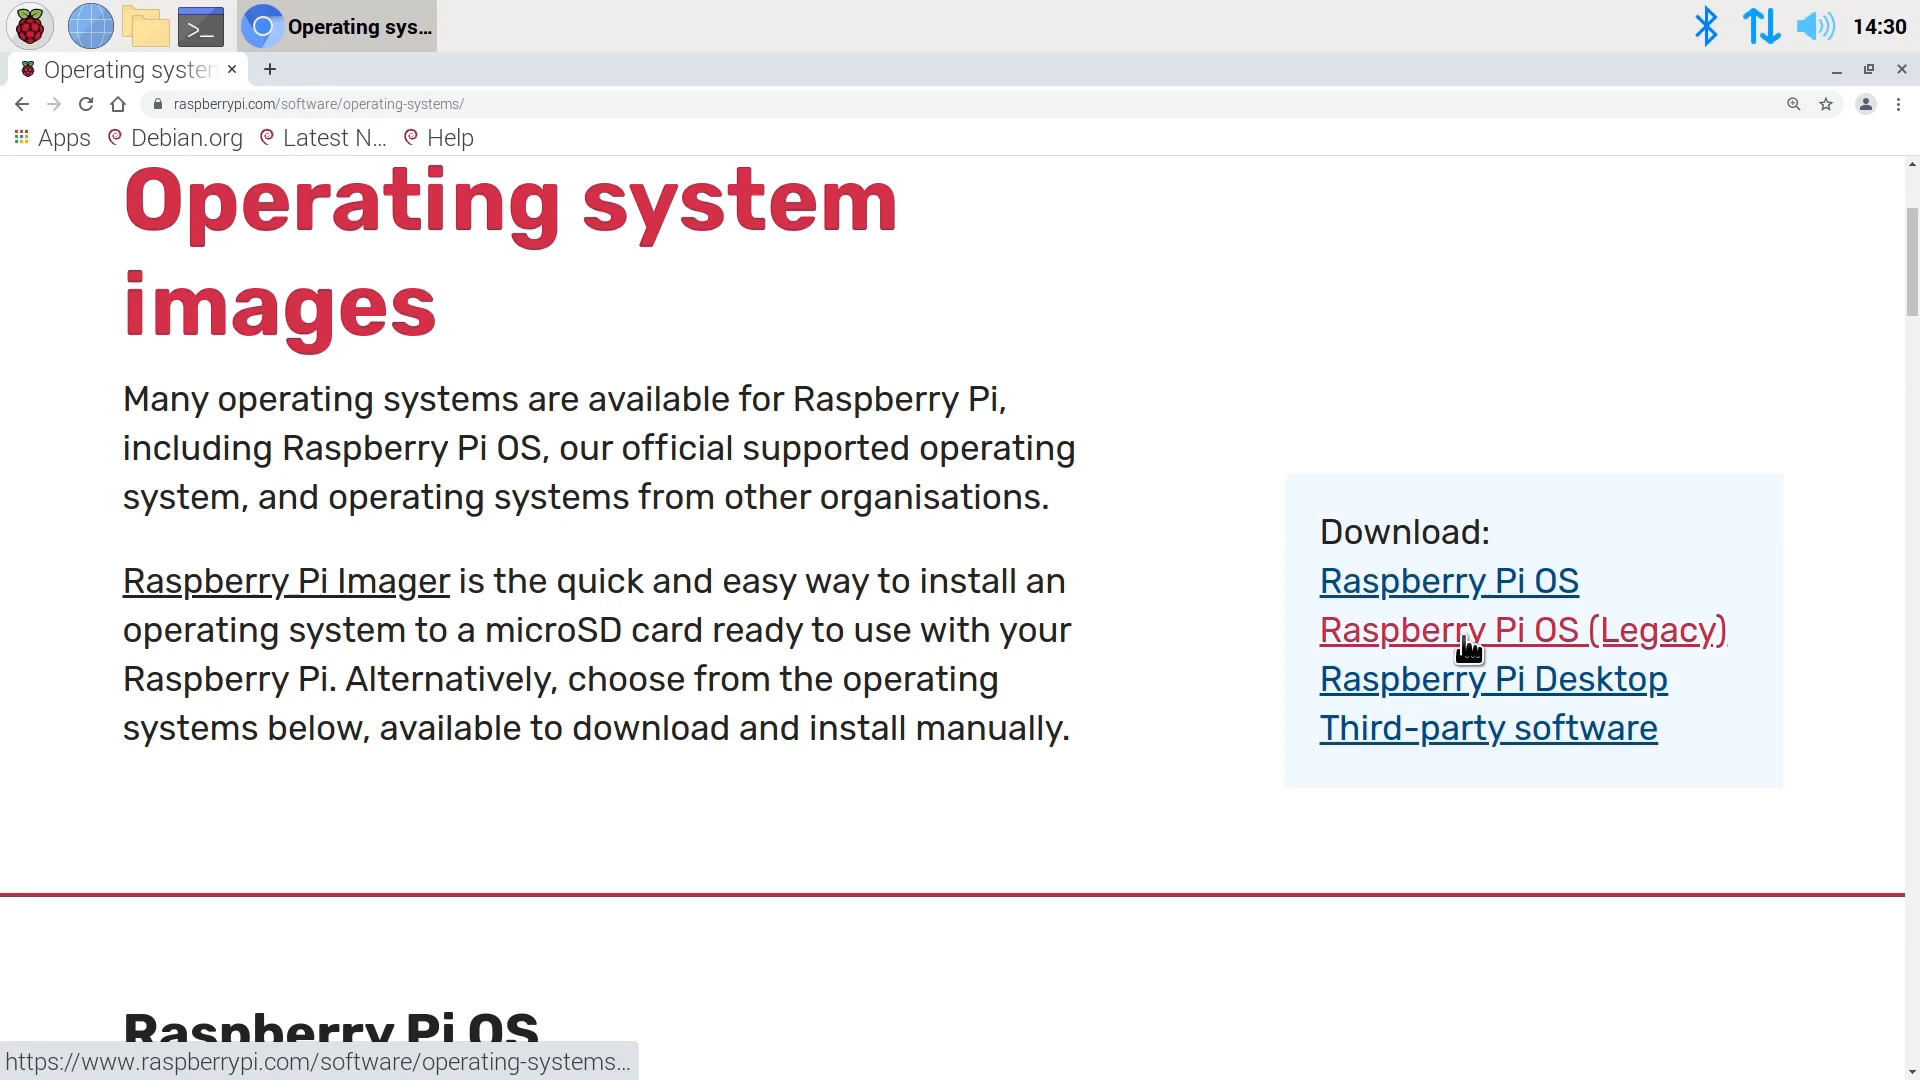 Operating sys...
14:30
Operating system
raspberrypi.com/software/operating-systems/
Apps
Debian.org
Latest N...
Help
Operating system
images
Many operating systems are available for Raspberry Pi,
including Raspberry Pi OS, our official supported operating
system, and operating systems from other organisations.
Raspberry Pi Imager is the quick and easy way to install an
operating system to a microSD card ready to use with your
Raspberry Pi. Alternatively, choose from the operating
systems below, available to download and install manually.
Download:
Raspberry Pi OS
Raspberry Pi OS (Legacy)
Raspberry Pi Desktop
Third-party software
Raspberry Pi OS
https://www.raspberrypi.com/software/operating-systems...